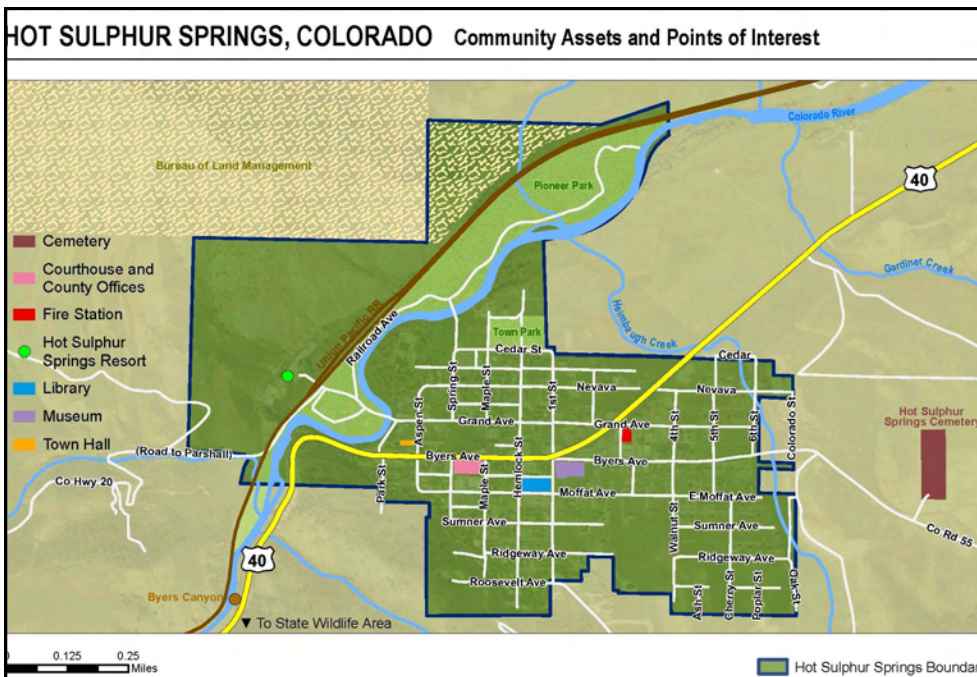 HOT SULPHUR SPRINGS, COLORADO Community Assets and Points of Interest
Colorado River
Bureau of Land Management
40
Pioneer Park
Cemetery
Courthouse and
County Offices
Fire Station
Hot Sulphur
Springs Resort
Library
Museum
Town Hall
Gardiner Creek
Heimbaugh Creek
Union Pacific RR
Railroad Ave
Town Park
Cedar St
Cedar
Spring St
Maple St
1st St
Nevava
Nevava
Aspen St
Grand Ave
Grand Ave
4th St
5th St
6th St
Colorado St
Hot Sulphur
Springs Cemetery
(Road to Parshall)
Byers Ave
Byers Ave
Co Hwy 20
Park St
Maple St
Hemlock St
Moffat Ave
E Moffat Ave
Sumner Ave
Sumner Ave
Walnut St
Co Rd 55
40
Ridgeway Ave
Ridgeway Ave
Roosevelt Ave
Ash St
Cherry St
Poplar St
Oak St
Byers Canyon
▼ To State Wildlife Area
0 0.125 0.25
Miles
Hot Sulphur Springs Boundar